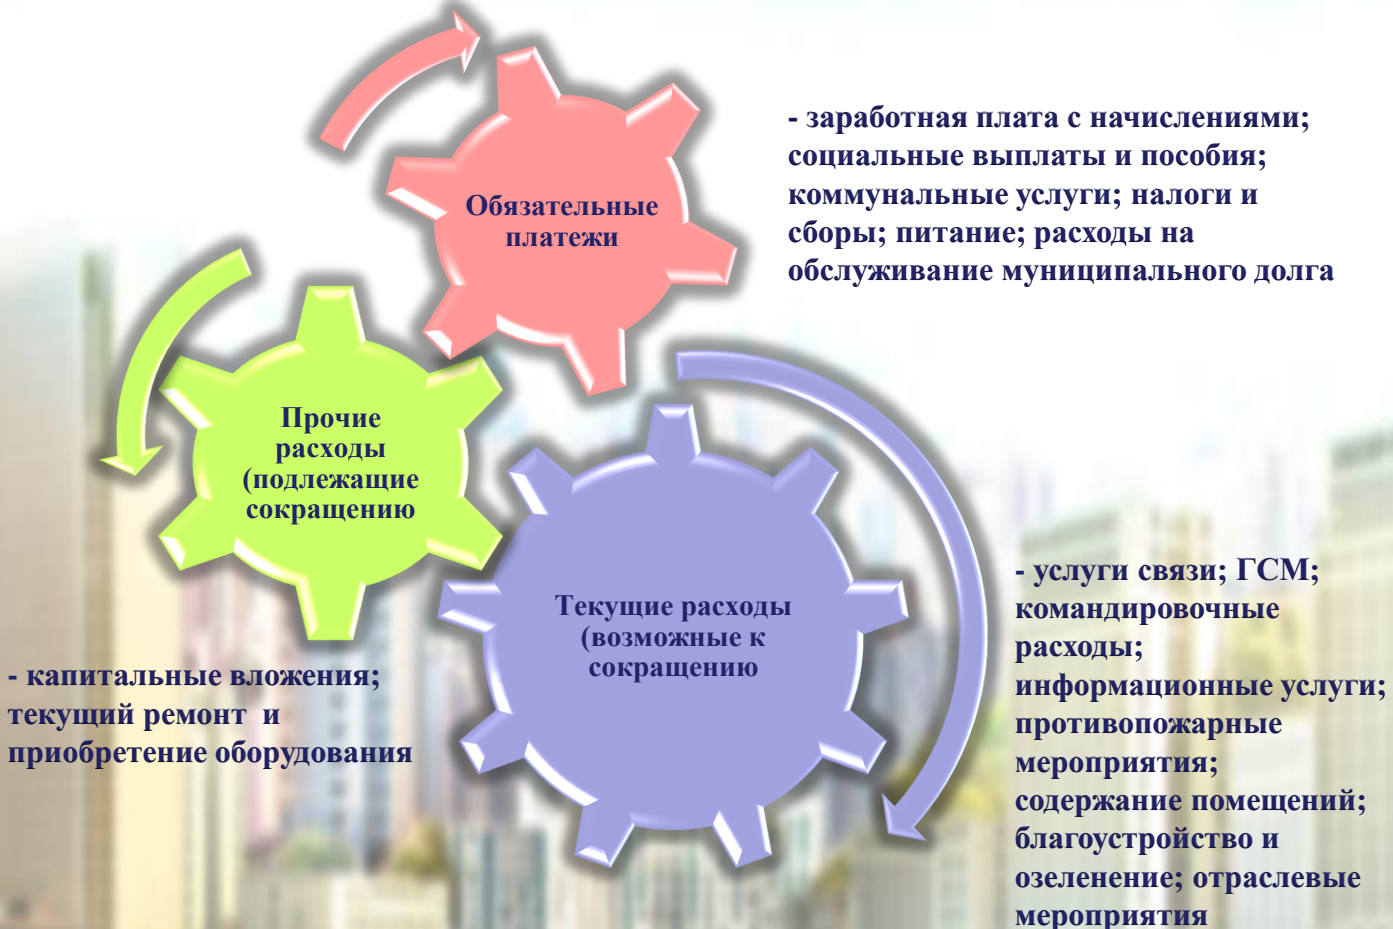 Обязательные
платежи
- заработная плата с начислениями;
социальные выплаты и пособия;
коммунальные услуги; налоги и
сборы; питание; расходы на
обслуживание муниципального долга
Прочие
расходы
(подлежащие
сокращению
- капитальные вложения;
текущий ремонт и
приобретение оборудования
Текущие расходы
(возможные к
сокращению
- услуги связи; ГСМ;
командировочные
расходы;
информационные услуги;
противопожарные
мероприятия;
содержание помещений;
благоустройство и
озеленение; отраслевые
мероприятия